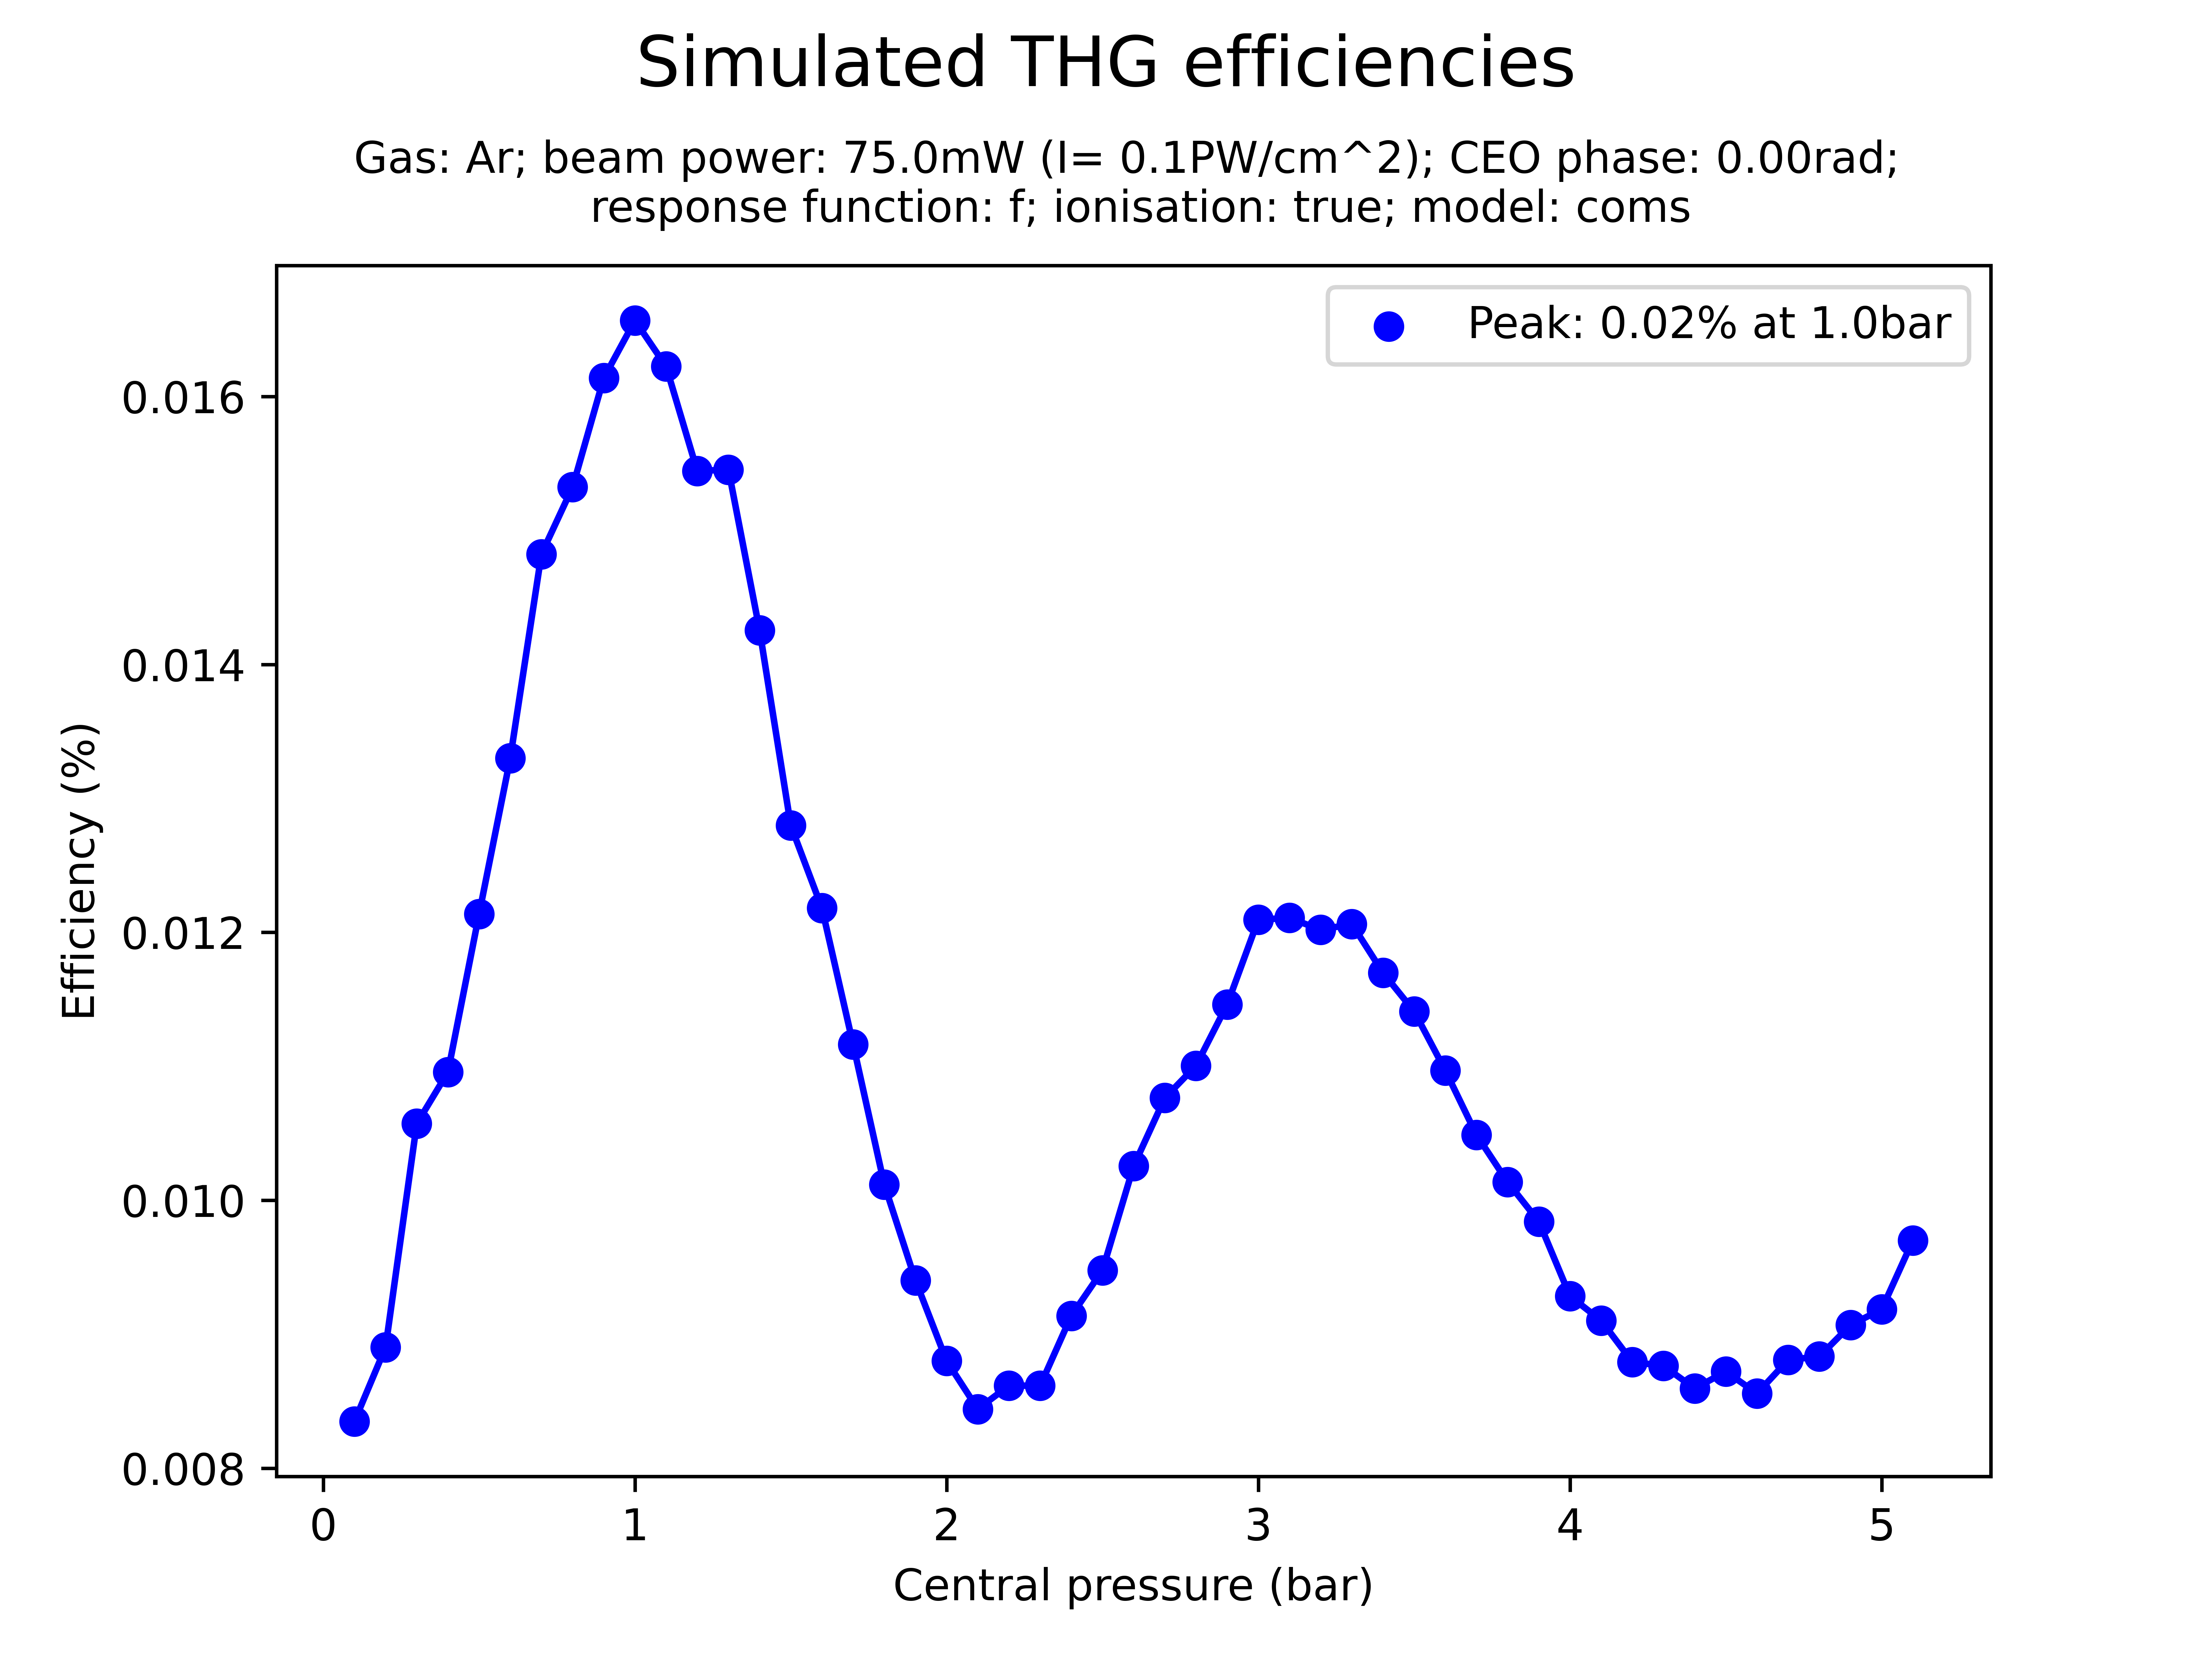 Simulated THG efficiencies
Gas: Ar; beam power: 75.0mW (I= 0.1PW/cm^2); CEO phase: 0.00rad;
response function: f; ionisation: true; model: coms
Peak: 0.02% at 1.0bar
0.016
0.014
0.012
0.010
0.008
Efficiency (%)
0 1 2 3 4 5
Central pressure (bar)